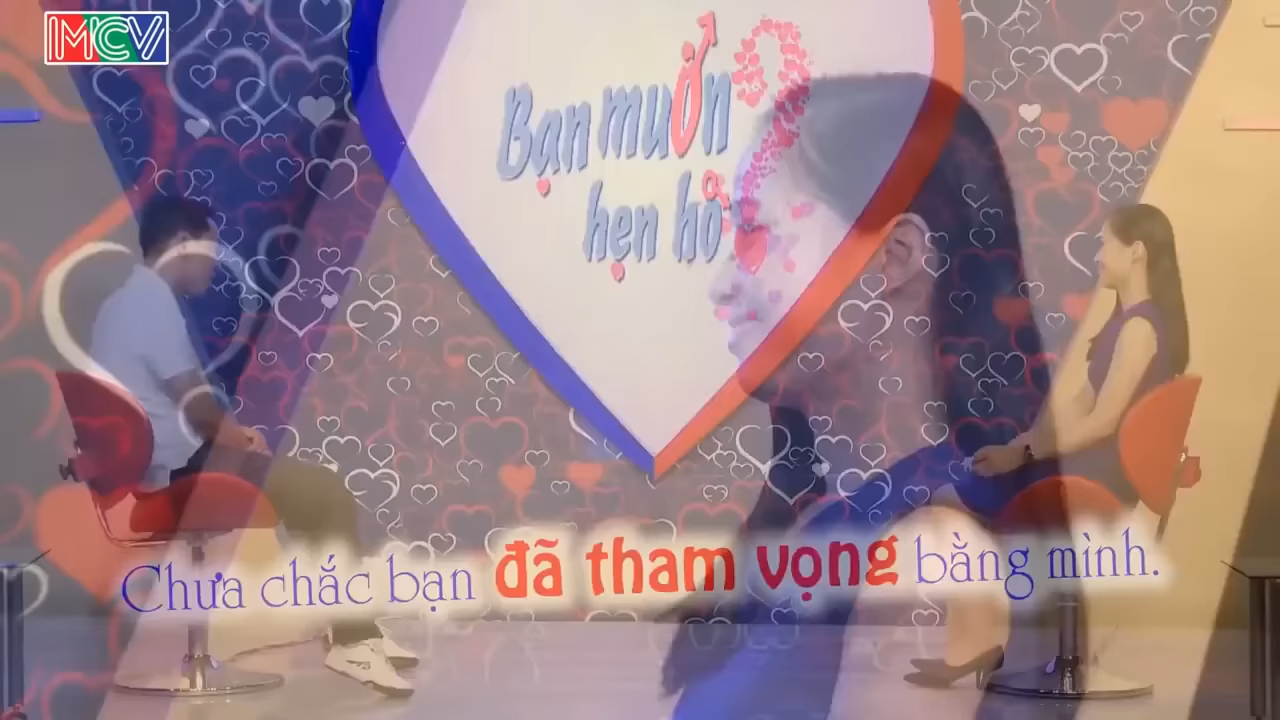 MCV
Bạn muốn
hẹn hò
Chưa chắc bạn đã tham vọng bằng mình.